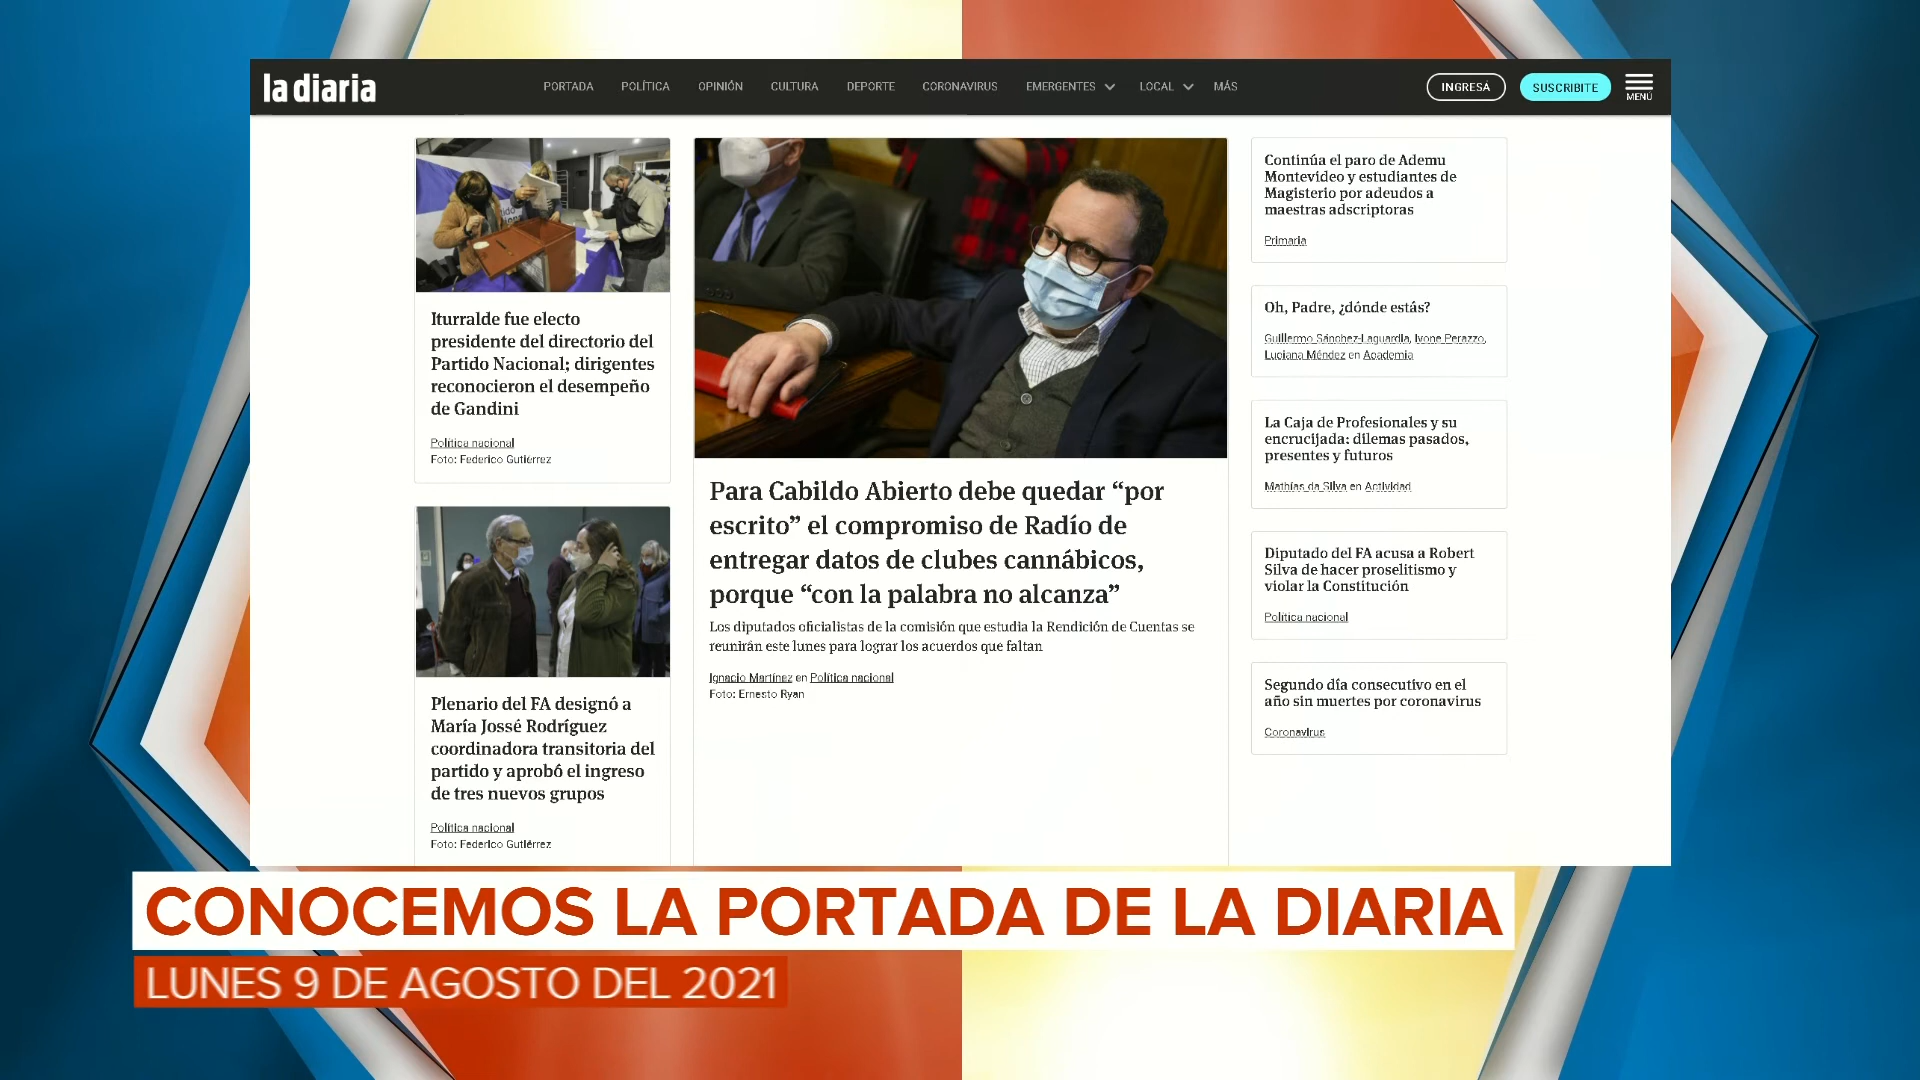 la diaria
PORTADA POLÍTICA OPINIÓN CULTURA DEPORTE CORONAVIRUS EMERGENTES LOCAL MÁS
INGRESÁ SUSCRIBITE MENÚ
Iturralde fue electo
presidente del directorio del
Partido Nacional; dirigentes
reconocieron el desempeño
de Gandini
Política nacional
Foto: Federico Gutiérrez
Plenario del FA designó a
María Jossé Rodríguez
coordinadora transitoria del
partido y aprobó el ingreso
de tres nuevos grupos
Política nacional
Foto: Federico Gutiérrez
Para Cabildo Abierto debe quedar “por
escrito” el compromiso de Radío de
entregar datos de clubes cannábicos,
porque “con la palabra no alcanza”
Los diputados oficialistas de la comisión que estudia la Rendición de Cuentas se
reunirán este lunes para lograr los acuerdos que faltan
Ignacio Martínez en Política nacional
Foto: Ernesto Ryan
Continúa el paro de Ademu
Montevideo y estudiantes de
Magisterio por adeudos a
maestras adscriptoras
Primaria
Oh, Padre, ¿dónde estás?
Guillermo Sánchez-Laguardia, Ivone Perazzo,
Luciana Méndez en Academia
La Caja de Profesionales y su
encrucijada: dilemas pasados,
presentes y futuros
Mathías da Silva en Actividad
Diputado del FA acusa a Robert
Silva de hacer proselitismo y
violar la Constitución
Política nacional
Segundo día consecutivo en el
año sin muertes por coronavirus
Coronavirus
CONOCEMOS LA PORTADA DE LA DIARIA
LUNES 9 DE AGOSTO DEL 2021